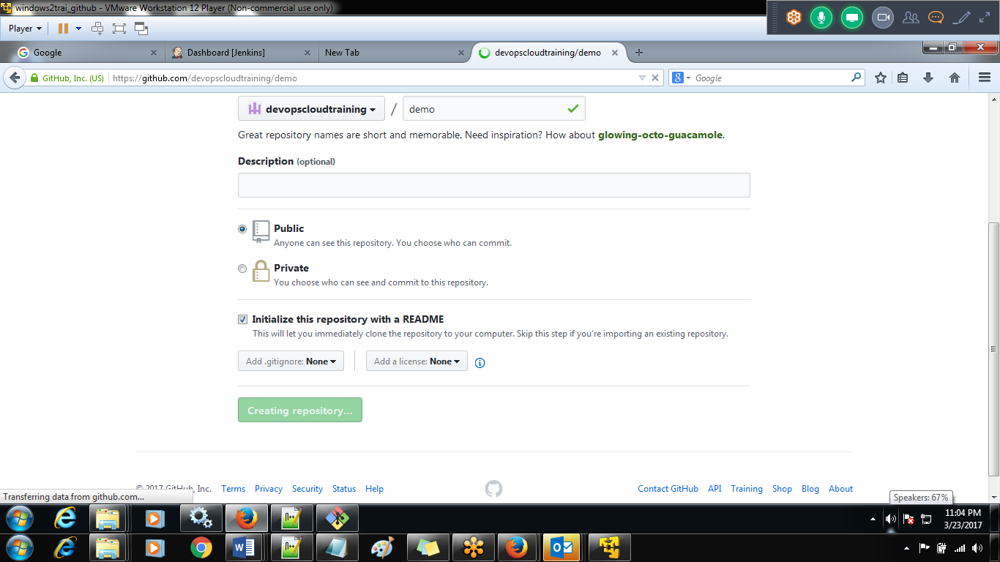 windows2trai_github - VMware Workstation 12 Player (Non-commercial use only)
Player
Google
Dashboard [Jenkins]
New Tab
devopscloudtraining/demo
GitHub, Inc. (US)
https://github.com/devopscloudtraining/demo
8
Google
devopscloudtraining / demo
Great repository names are short and memorable. Need inspiration? How about glowing-octo-guacamole.
Description (optional)
Public
Anyone can see this repository. You choose who can commit.
Private
You choose who can see and commit to this repository.
Initialize this repository with a README
This will let you immediately clone the repository to your computer. Skip this step if you're importing an existing repository.
Add .gitignore: None
Add a license: None
Creating repository...
© 2017 GitHub, Inc. Terms Privacy Security Status Help
Contact GitHub API Training Shop Blog About
Transferring data from github.com...
Speakers: 67%
11:04 PM
3/23/2017